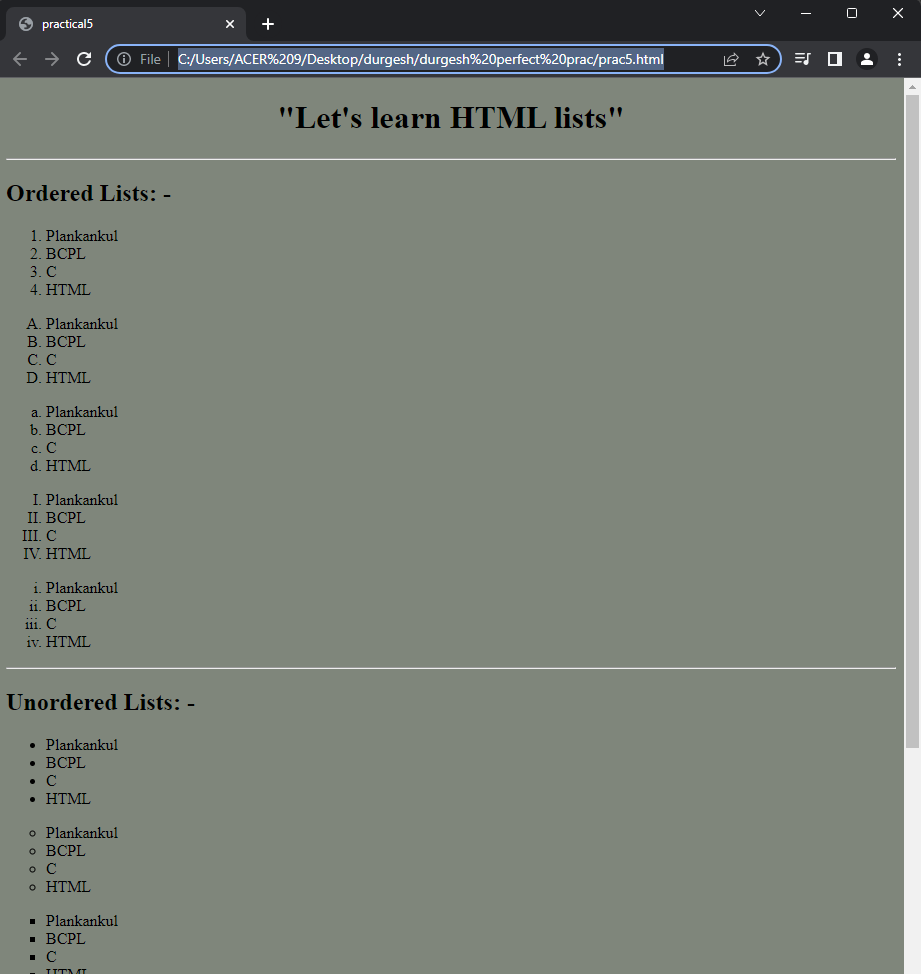 practical5
File C:/Users/ACER%209/Desktop/durgesh/durgesh%20perfect%20prac/prac5.html
"Let's learn HTML lists"
Ordered Lists: -
1. Plankankul
2. BCPL
3. C
4. HTML
A. Plankankul
B. BCPL
C. C
D. HTML
a. Plankankul
b. BCPL
c. C
d. HTML
I. Plankankul
II. BCPL
III. C
IV. HTML
i. Plankankul
ii. BCPL
iii. C
iv. HTML
Unordered Lists: -
• Plankankul
• BCPL
• C
• HTML
◦ Plankankul
◦ BCPL
◦ C
◦ HTML
▪ Plankankul
▪ BCPL
▪ C
▪ HTML